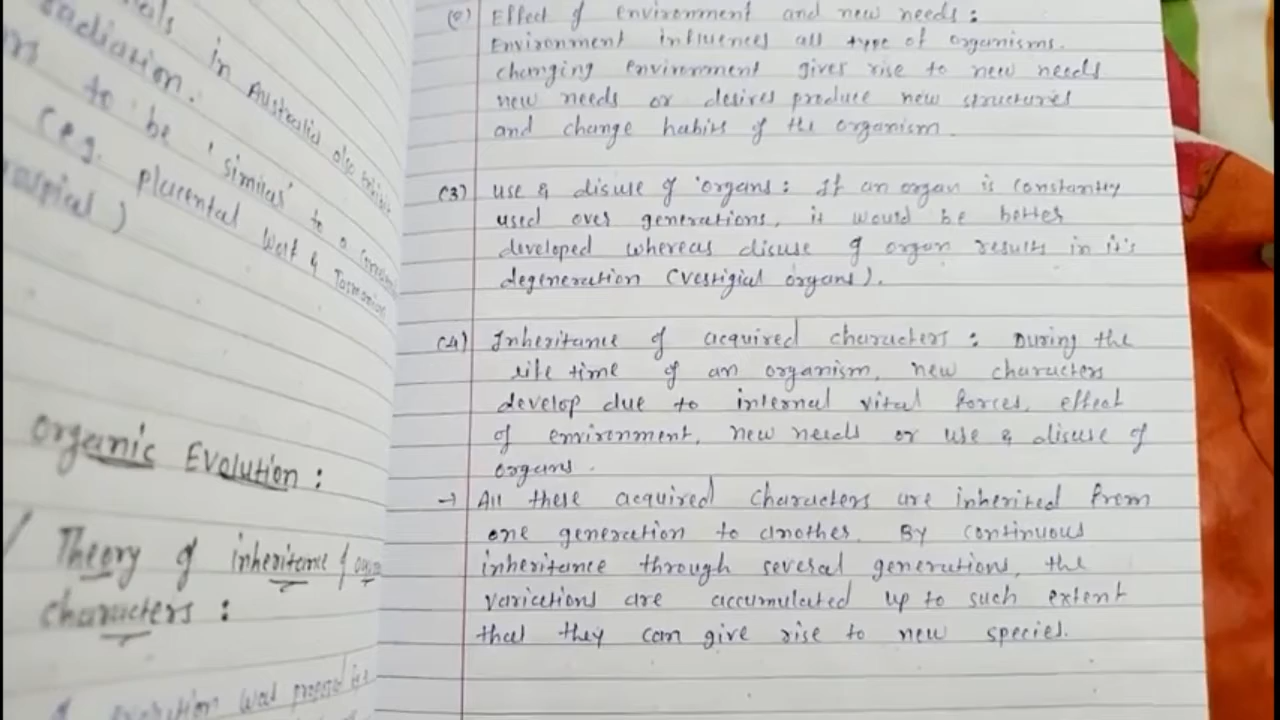 in Australia also
radiation.
to be 'similar' to a
(eg. placental wolf & Tasmanian
)
Organic Evolution :
Theory of inheritance of
characters :
evolution was
Effect of environment and new needs :
Environment influences all type of organisms.
changing environment gives rise to new needs
new needs or desires produce new structures
and change habits of the organism.
(3) use & disuse of organs : If an organ is constantly
used over generations, it would be better
developed whereas disuse of organ results in it's
degeneration (vestigial organs).
(4) Inheritance of acquired characters : During the
life time of an organism, new characters
develop due to internal vital forces, effect
of environment, new needs or use & disuse of
organs.
→ All these acquired characters are inherited from
one generation to another. By continuous
inheritance through several generations, the
variations are accumulated up to such extent
that they can give rise to new species.